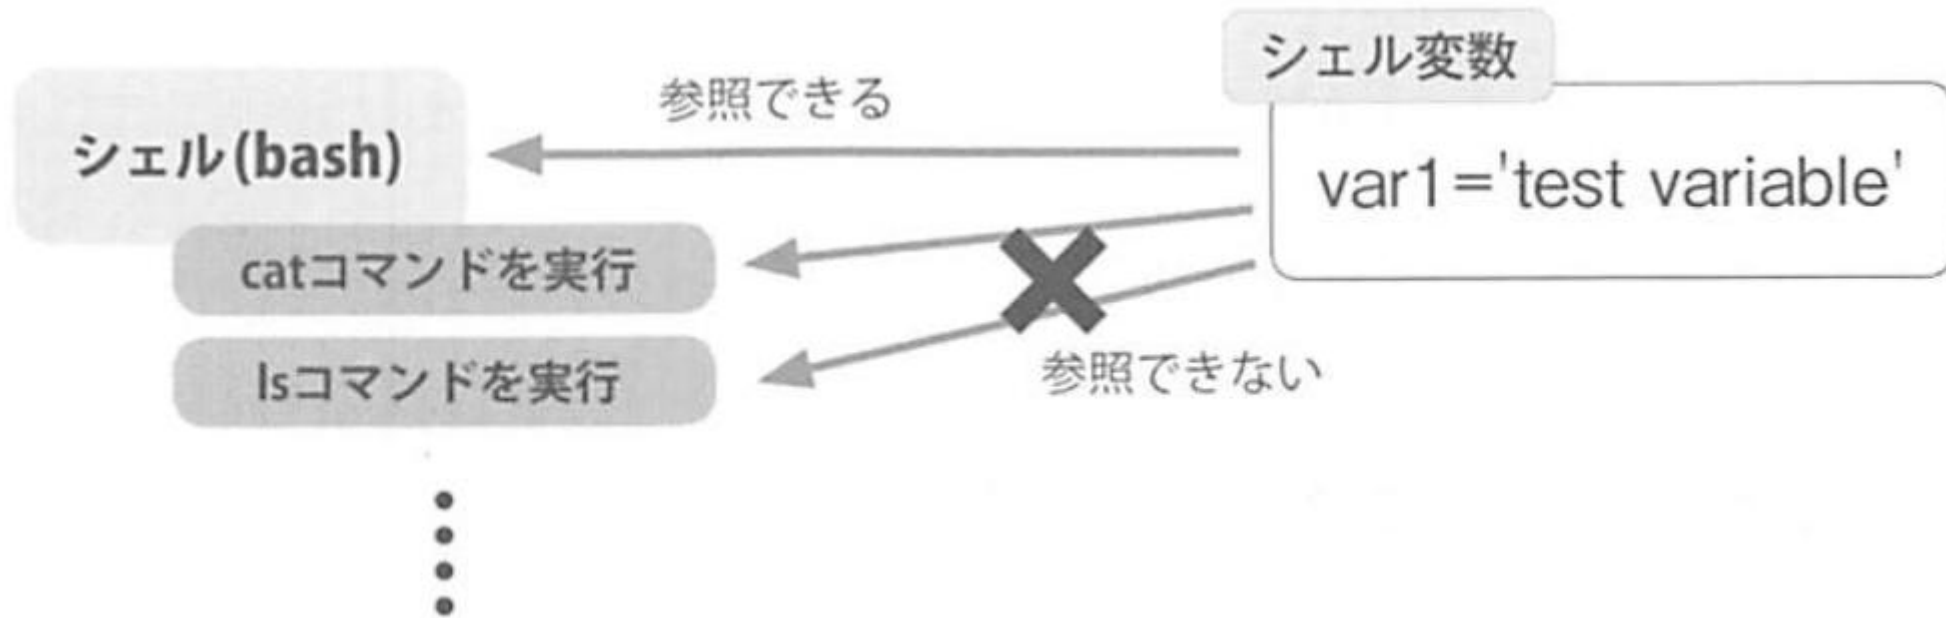 シェル変数
参照できる
シェル(bash)
var1='test variable'
catコマンドを実行
lsコマンドを実行
参照できない